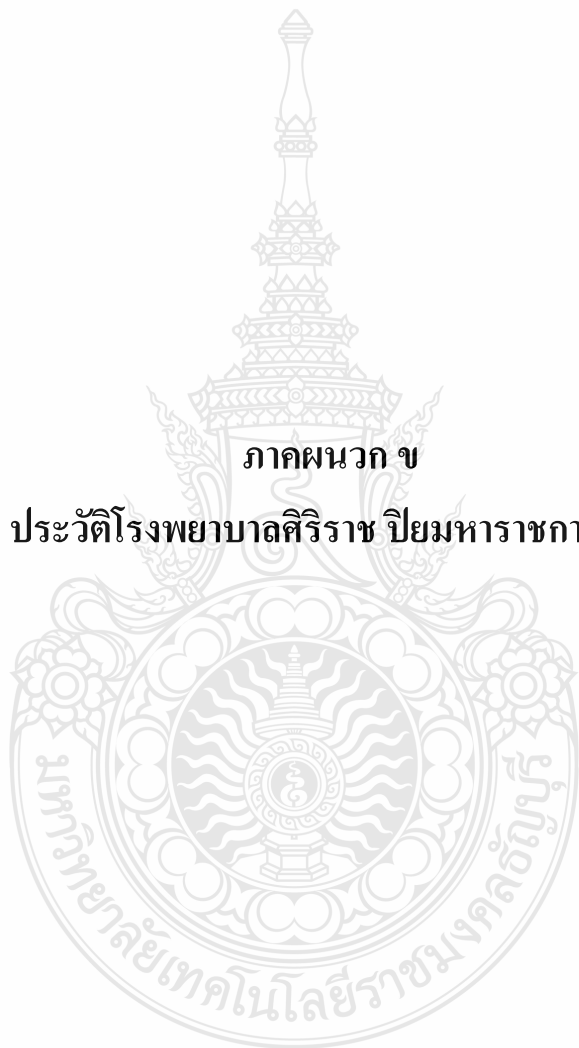 ภาคผนวก ข
ประวัติโรงพยาบาลศิริราช ปิยมหาราชกา
มหาวิทยาลัยเทคโนโลยีราชมงคลธัญบุรี